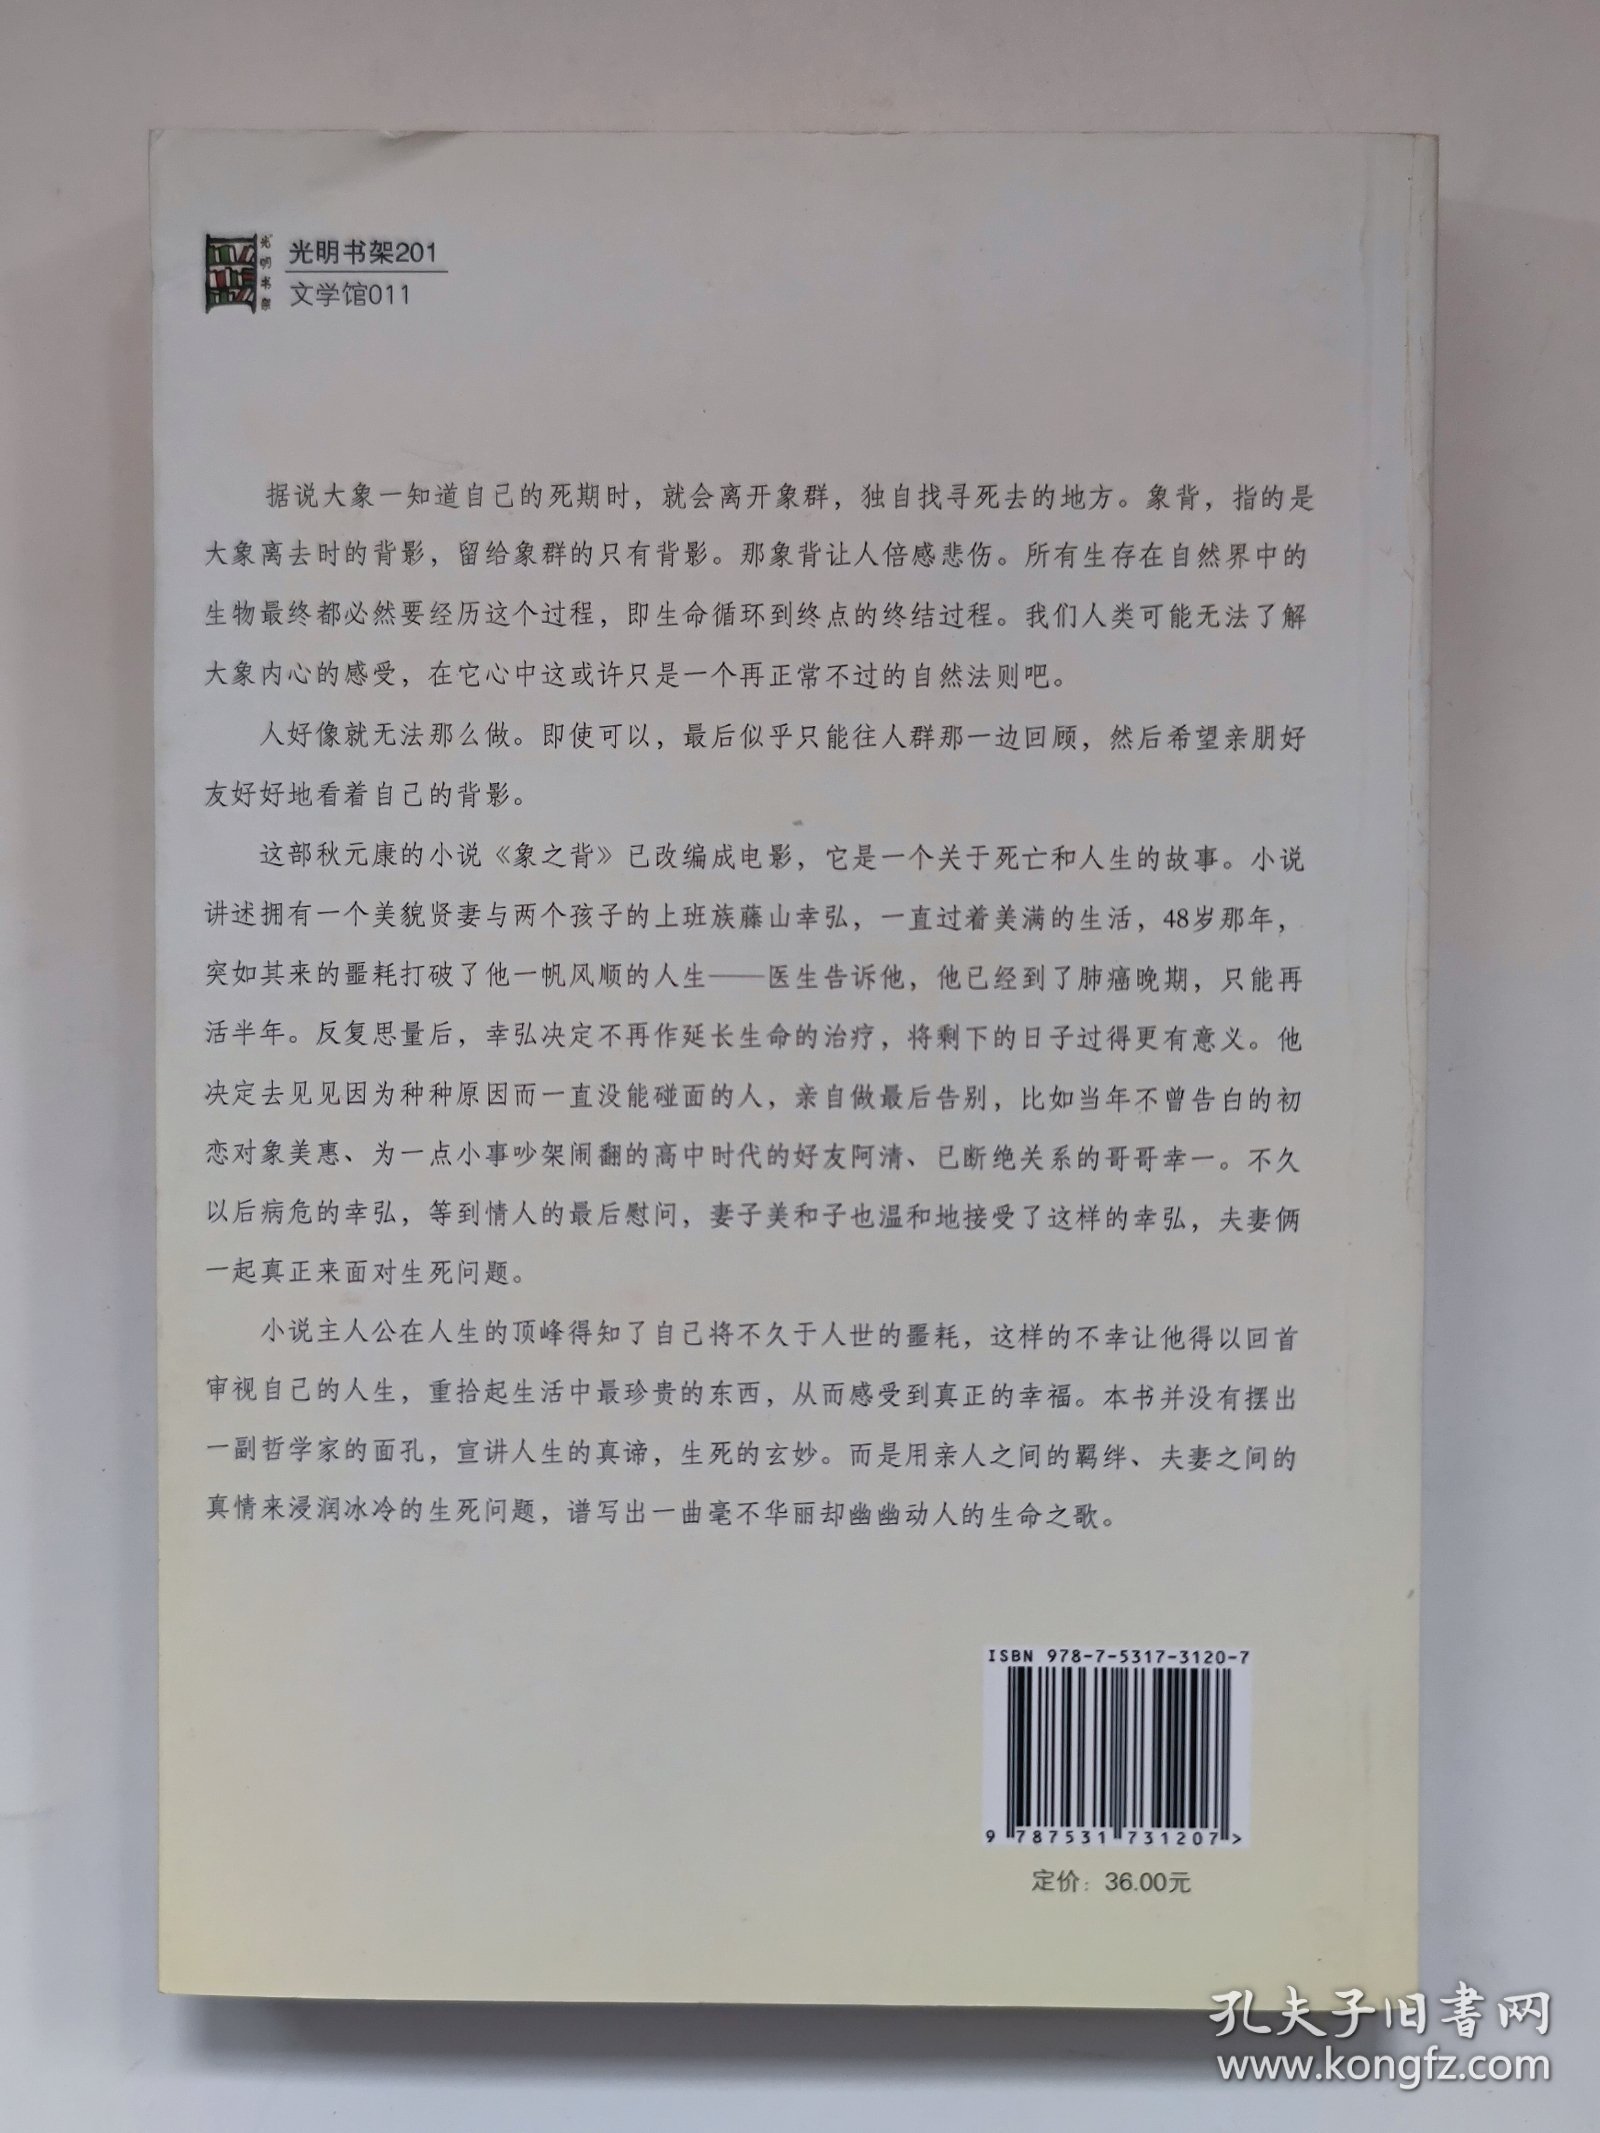 光明书架
光明书架201
文学馆011
据说大象一知道自己的死期时，就会离开象群，独自找寻死去的地方。象背，指的是
大象离去时的背影，留给象群的只有背影。那象背让人倍感悲伤。所有生存在自然界中的
生物最终都必然要经历这个过程，即生命循环到终点的终结过程。我们人类可能无法了解
大象内心的感受，在它心中这或许只是一个再正常不过的自然法则吧。
人好像就无法那么做。即使可以，最后似乎只能往人群那一边回顾，然后希望亲朋好
友好好地看着自己的背影。
这部秋元康的小说《象之背》已改编成电影，它是一个关于死亡和人生的故事。小说
讲述拥有一个美貌贤妻与两个孩子的上班族藤山幸弘，一直过着美满的生活，48岁那年，
突如其来的噩耗打破了他一帆风顺的人生——医生告诉他，他已经到了肺癌晚期，只能再
活半年。反复思量后，幸弘决定不再作延长生命的治疗，将剩下的日子过得更有意义。他
决定去见见因为种种原因而一直没能碰面的人，亲自做最后告别，比如当年不曾告白的初
恋对象美惠、为一点小事吵架闹翻的高中时代的好友阿清、已断绝关系的哥哥幸一。不久
以后病危的幸弘，等到情人的最后慰问，妻子美和子也温和地接受了这样的幸弘，夫妻俩
一起真正来面对生死问题。
小说主人公在人生的顶峰得知了自己将不久于人世的噩耗，这样的不幸让他得以回首
审视自己的人生，重拾起生活中最珍贵的东西，从而感受到真正的幸福。本书并没有摆出
一副哲学家的面孔，宣讲人生的真谛，生死的玄妙。而是用亲人之间的羁绊、夫妻之间的
真情来浸润冰冷的生死问题，谱写出一曲毫不华丽却幽幽动人的生命之歌。
ISBN 978-7-5317-3120-7
9 787531 731207 >
定价：36.00元
孔夫子旧书网
www.kongfz.com